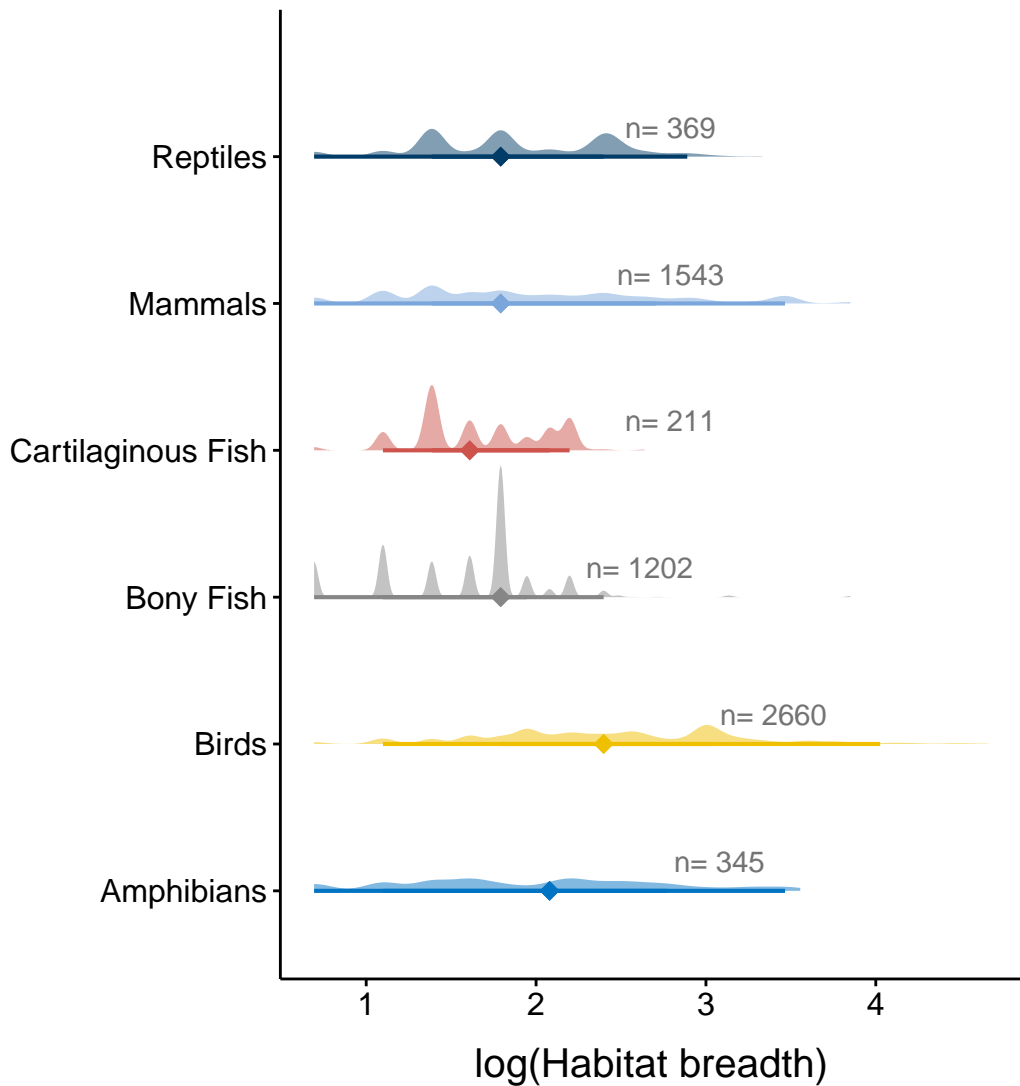 n= 369
Reptiles
n= 1543
Mammals
n= 211
Cartilaginous Fish
n= 1202
Bony Fish
n= 2660
Birds
n= 345
Amphibians
1 2 3 4
log(Habitat breadth)